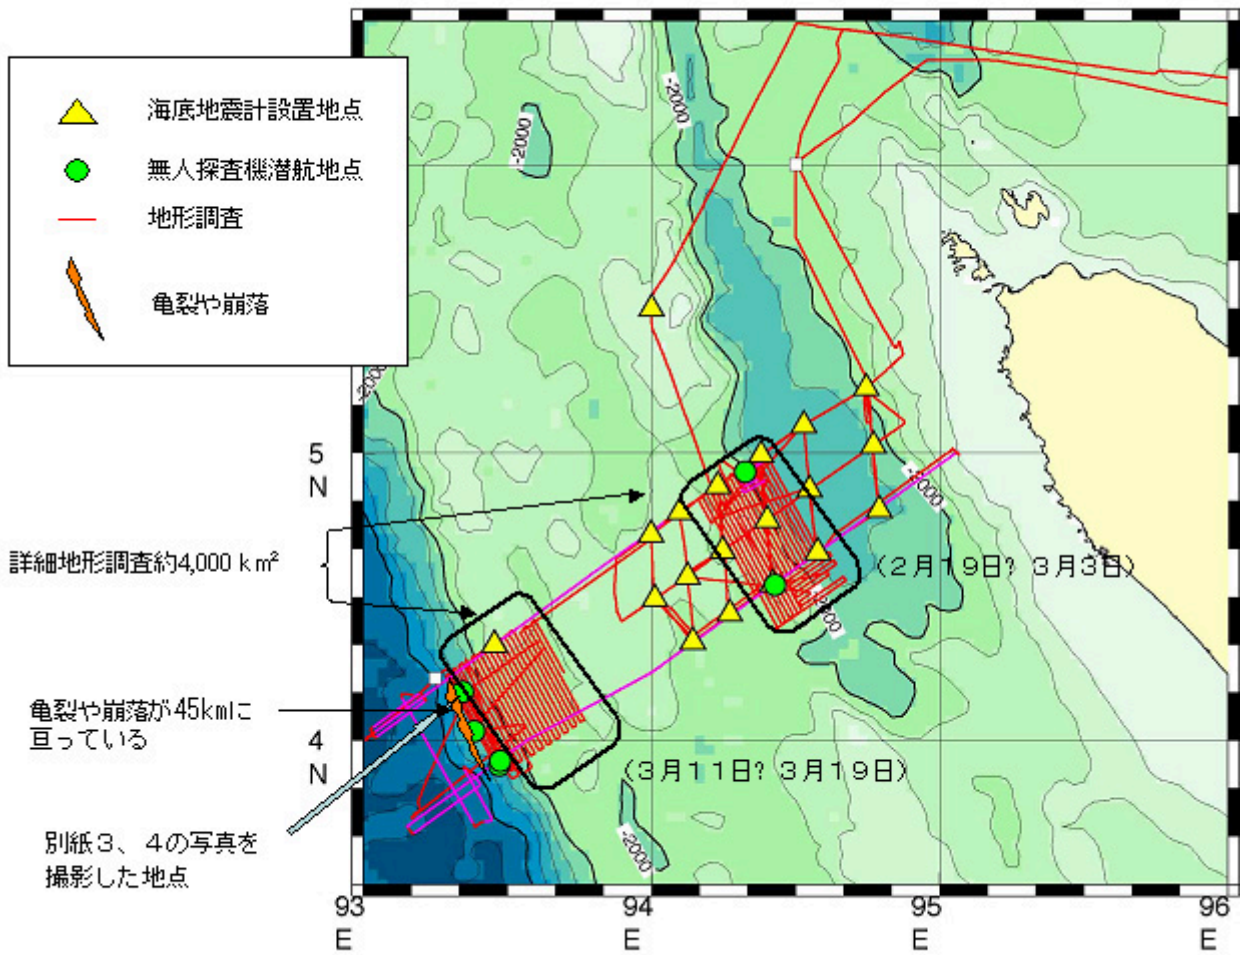 海底地震計設置地点
無人探査機潜航地点
地形調査
亀裂や崩落
-2000
-2000
-2000
5
N
-2000
詳細地形調査約4,000 km²
(2月19日? 3月3日)
-2000
亀裂や崩落が45kmに
亘っている
4
N
(3月11日? 3月19日)
別紙3、4の写真を
撮影した地点
-2000
93
E
94
E
95
E
96
E